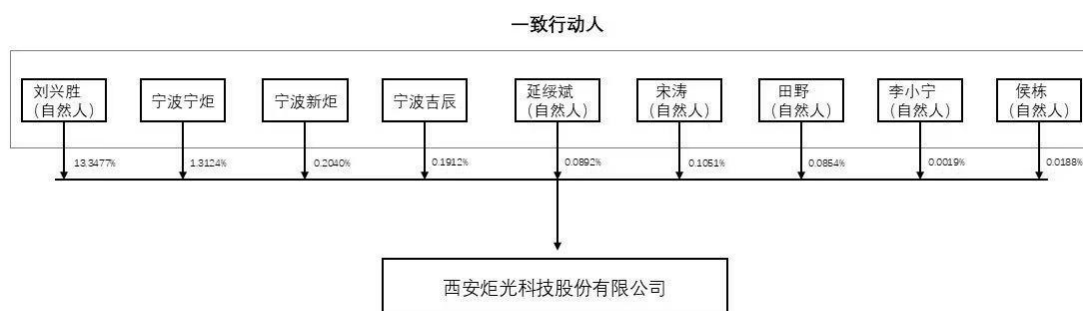 一致行动人
刘兴胜
（自然人）
宁波宁炬
宁波新炬
宁波吉辰
延绥斌
（自然人）
宋涛
（自然人）
田野
（自然人）
李小宁
（自然人）
侯栋
（自然人）
13.3477%
1.3124%
0.2040%
0.1912%
0.0892%
0.1051%
0.0854%
0.0019%
0.0188%
西安炬光科技股份有限公司